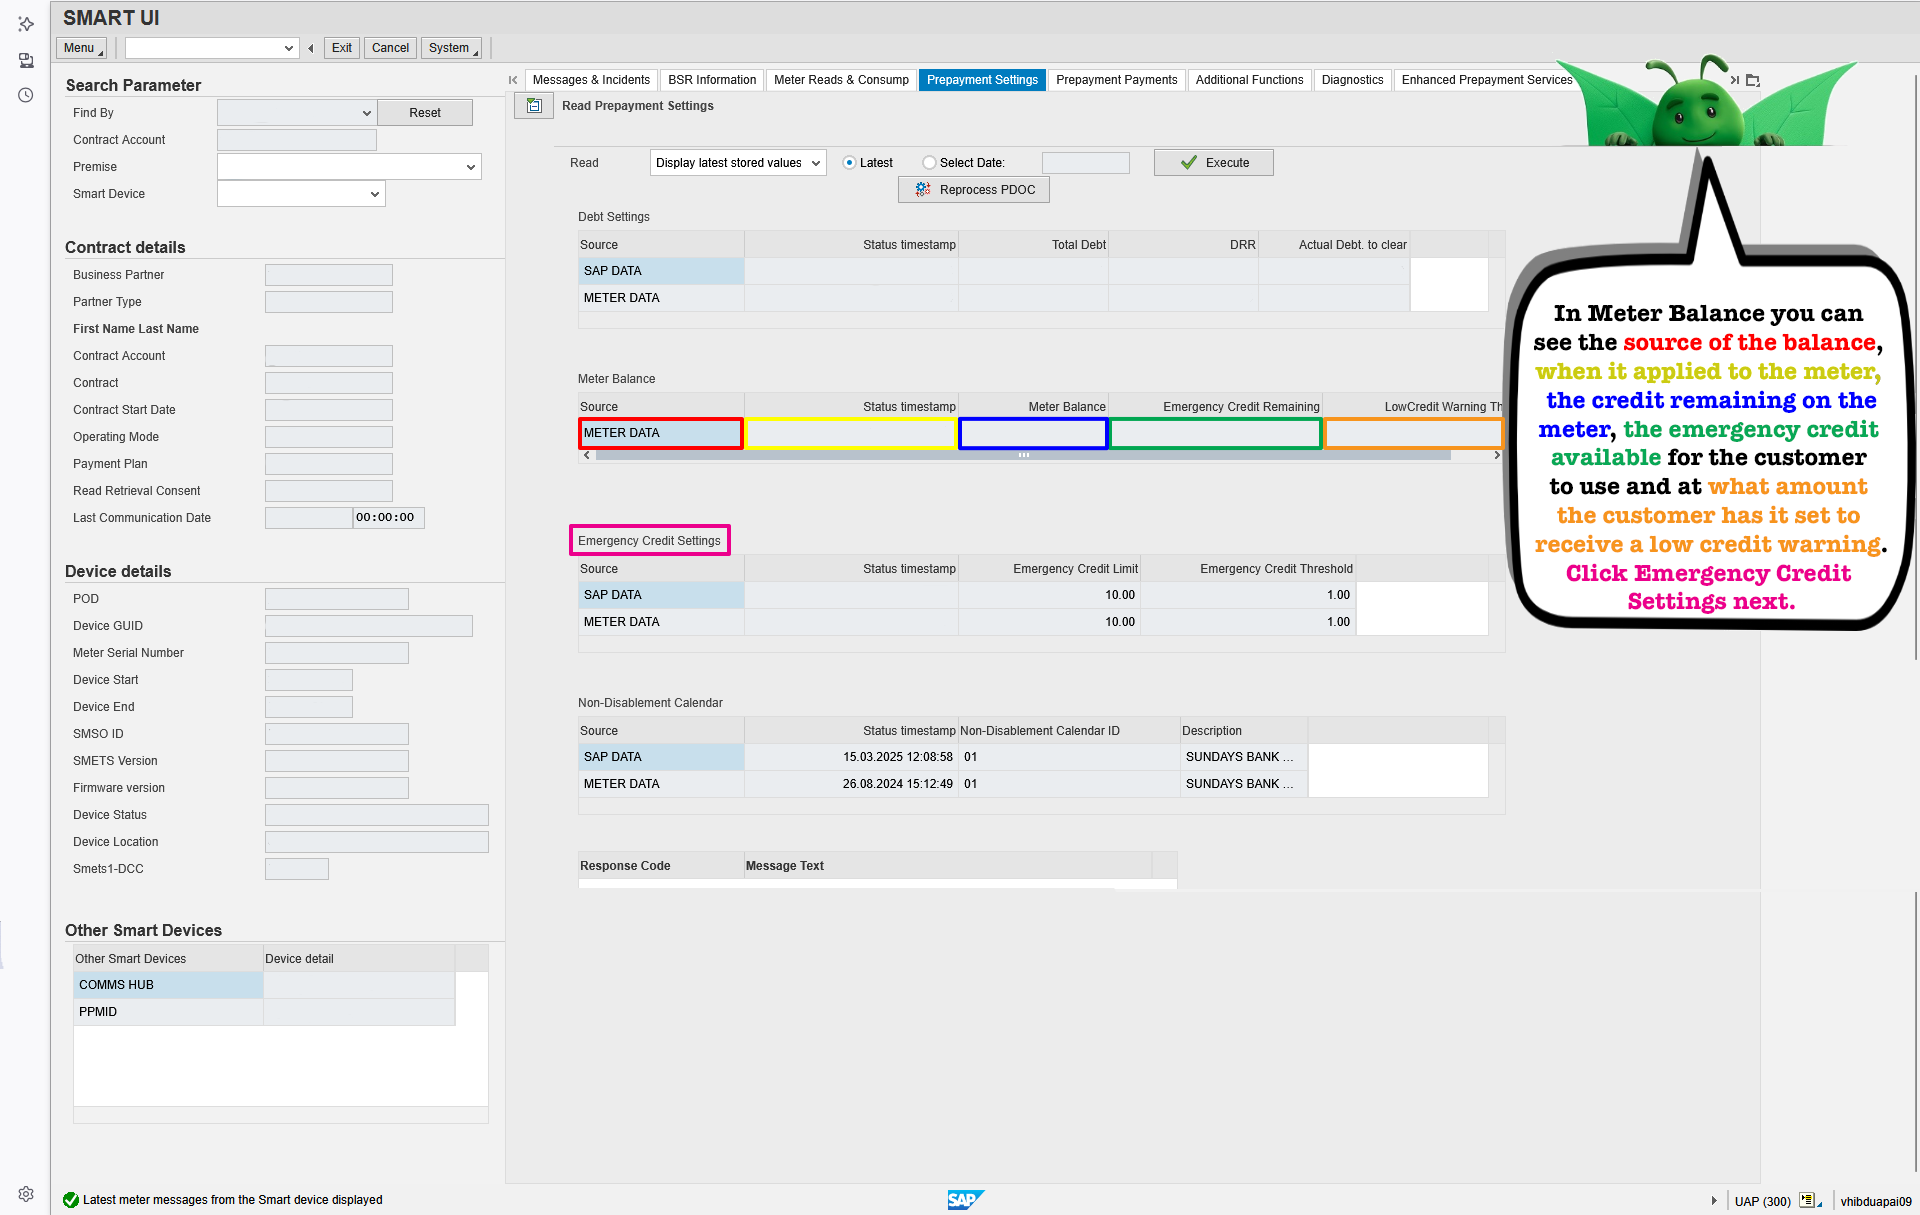 SMART UI
Menu
Exit
Cancel
System
Search Parameter
Find By
Reset
Contract Account
Premise
Smart Device
Contract details
Business Partner
Partner Type
First Name Last Name
Contract Account
Contract
Contract Start Date
Operating Mode
Payment Plan
Read Retrieval Consent
Last Communication Date 00:00:00
Device details
POD
Device GUID
Meter Serial Number
Device Start
Device End
SMSO ID
SMETS Version
Firmware version
Device Status
Device Location
Smets1-DCC
Other Smart Devices
Other Smart Devices Device detail
COMMS HUB
PPMID
Messages & Incidents BSR Information Meter Reads & Consump Prepayment Settings Prepayment Payments Additional Functions Diagnostics Enhanced Prepayment Services
Read Prepayment Settings
Read Display latest stored values Latest Select Date: Execute
Reprocess PDOC
Debt Settings
Source Status timestamp Total Debt DRR Actual Debt. to clear
SAP DATA
METER DATA
Meter Balance
Source Status timestamp Meter Balance Emergency Credit Remaining LowCredit Warning Th
METER DATA
Emergency Credit Settings
Source Status timestamp Emergency Credit Limit Emergency Credit Threshold
SAP DATA 10.00 1.00
METER DATA 10.00 1.00
Non-Disablement Calendar
Source Status timestamp Non-Disablement Calendar ID Description
SAP DATA 15.03.2025 12:08:58 01 SUNDAYS BANK ...
METER DATA 26.08.2024 15:12:49 01 SUNDAYS BANK ...
Response Code Message Text
In Meter Balance you can
see the source of the balance,
when it applied to the meter,
the credit remaining on the
meter, the emergency credit
available for the customer
to use and at what amount
the customer has it set to
receive a low credit warning.
Click Emergency Credit
Settings next.
Latest meter messages from the Smart device displayed
SAP
UAP (300)
vhibduapai09